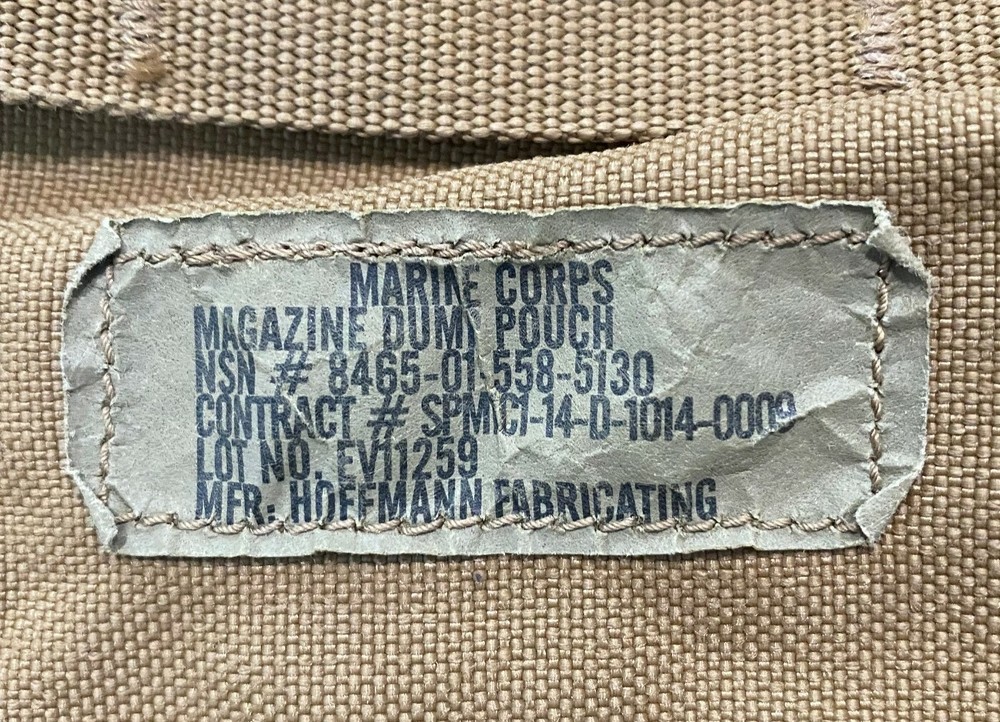 MARINE CORPS
MAGAZINE DUMP POUCH
NSN # 8465-01-558-5130
CONTRACT # SPM1C1-14-D-1014-0009
LOT NO. EV11259
MFR: HOFFMANN FABRICATING